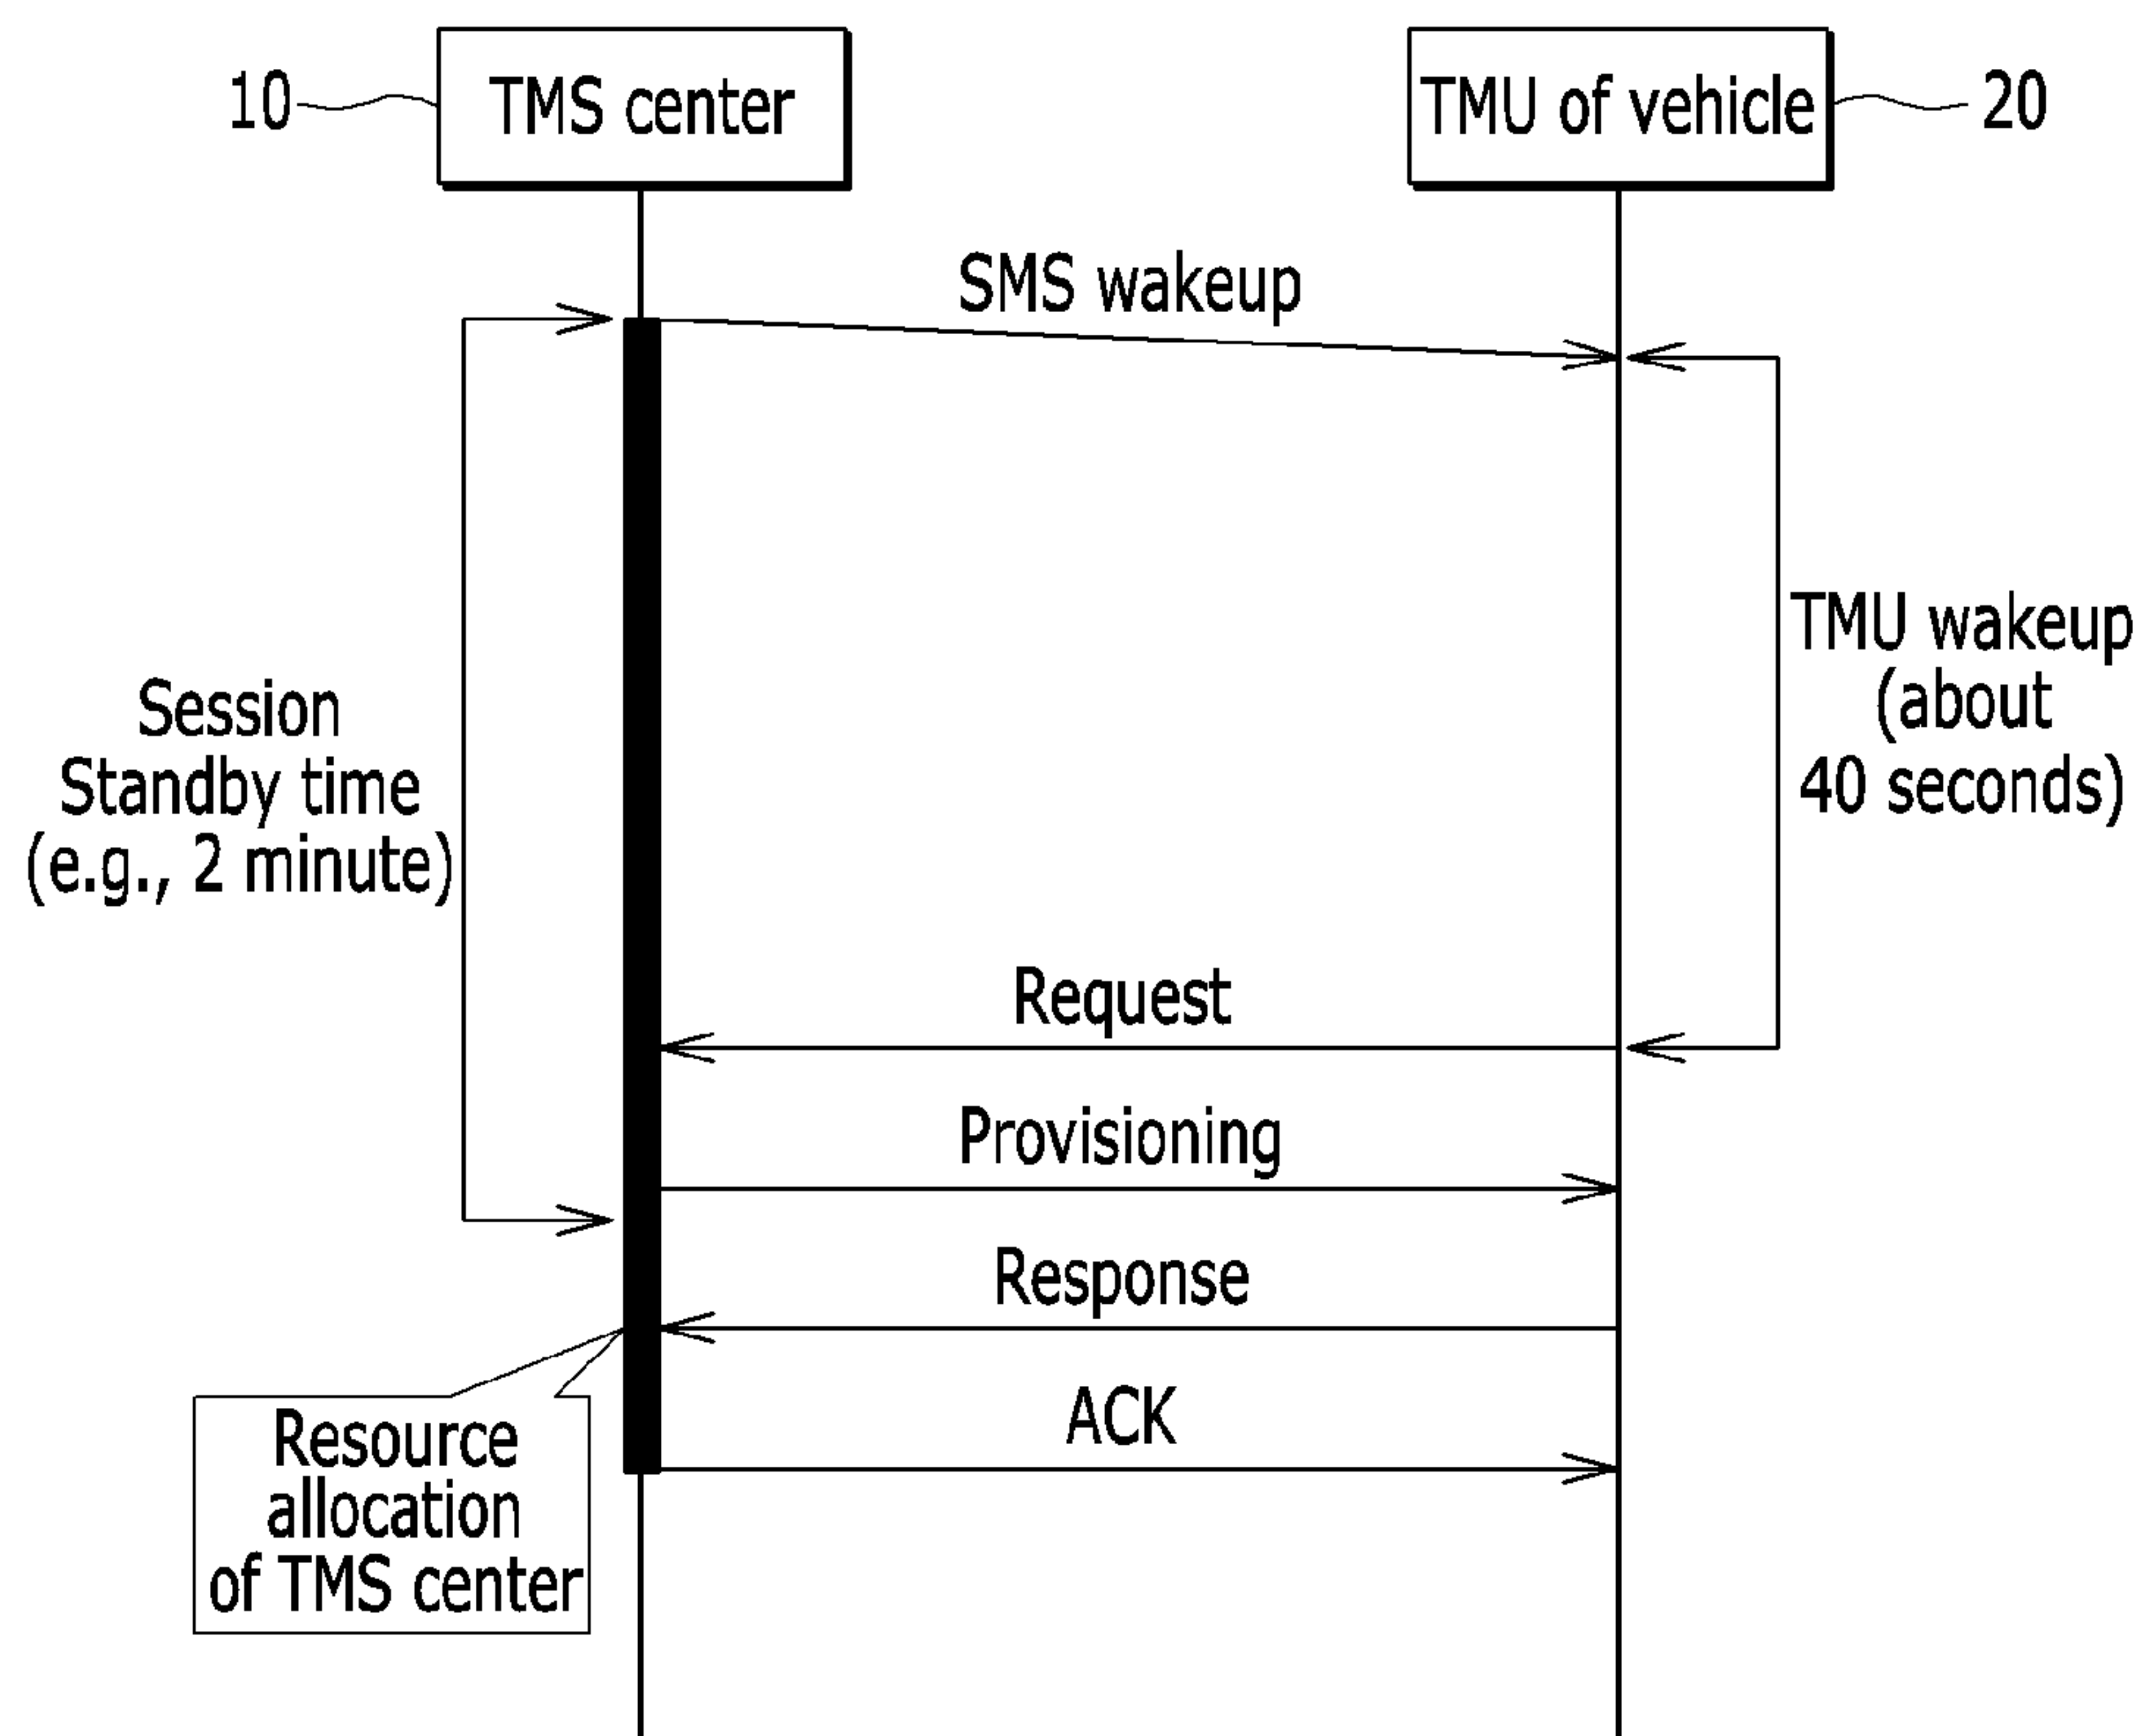 10
TMS center
TMU of vehicle
20
SMS wakeup
Session
Standby time
(e.g., 2 minute)
TMU wakeup
(about
40 seconds)
Request
Provisioning
Response
Resource
allocation
of TMS center
ACK